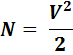 N = V²/2